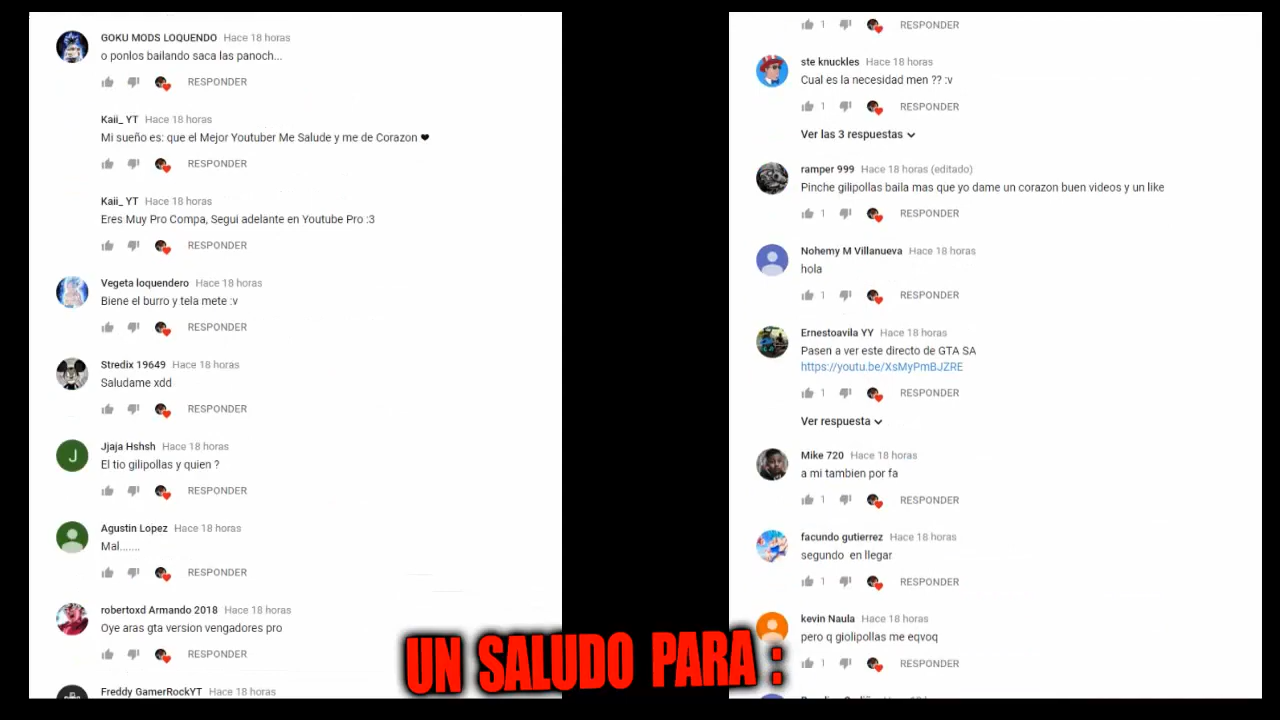 GOKU MODS LOQUENDO Hace 18 horas
o ponlos bailando saca las panoch...
RESPONDER
Kaii_ YT Hace 18 horas
Mi sueño es: que el Mejor Youtuber Me Salude y me de Corazon ❤
RESPONDER
Kaii_ YT Hace 18 horas
Eres Muy Pro Compa, Segui adelante en Youtube Pro :3
RESPONDER
Vegeta loquendero Hace 18 horas
Biene el burro y tela mete :v
RESPONDER
Stredix 19649 Hace 18 horas
Saludame xdd
RESPONDER
Jjaja Hshsh Hace 18 horas
El tio gilipollas y quien ?
RESPONDER
Agustin Lopez Hace 18 horas
Mal.......
RESPONDER
robertoxd Armando 2018 Hace 18 horas
Oye aras gta version vengadores pro
RESPONDER
Freddy GamerRockYT Hace 18 horas
1 RESPONDER
ste knuckles Hace 18 horas
Cual es la necesidad men ?? :v
1 RESPONDER
Ver las 3 respuestas
ramper 999 Hace 18 horas (editado)
Pinche gilipollas baila mas que yo dame un corazon buen videos y un like
1 RESPONDER
Nohemy M Villanueva Hace 18 horas
hola
1 RESPONDER
Ernestoavila YY Hace 18 horas
Pasen a ver este directo de GTA SA
https://youtu.be/XsMyPmBJZRE
1 RESPONDER
Ver respuesta
Mike 720 Hace 18 horas
a mi tambien por fa
1 RESPONDER
facundo gutierrez Hace 18 horas
segundo en llegar
1 RESPONDER
kevin Naula Hace 18 horas
pero q giolipollas me eqvoq
1 RESPONDER
UN SALUDO PARA :